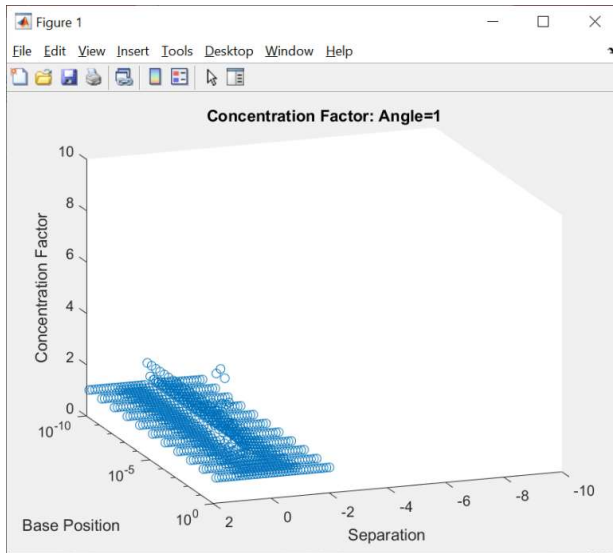 Figure 1
File Edit View Insert Tools Desktop Window Help
Concentration Factor: Angle=1
10
8
6
4
2
0
Concentration Factor
10^-10
10^-5
10^0
Base Position
2 0 -2 -4 -6 -8 -10
Separation